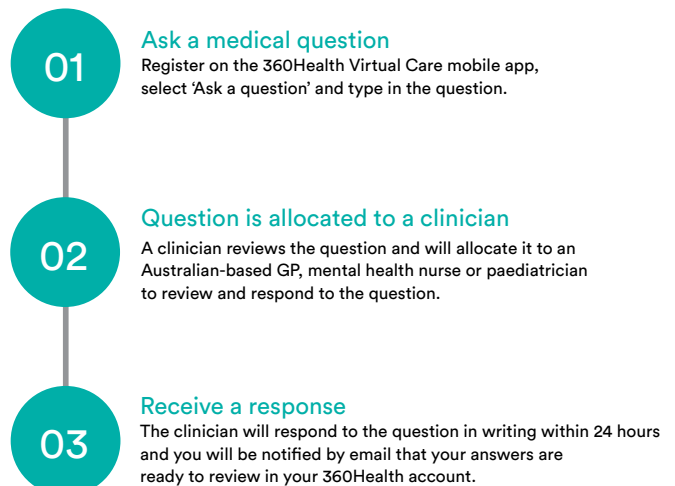 01
Ask a medical question
Register on the 360Health Virtual Care mobile app,
select ‘Ask a question’ and type in the question.
02
Question is allocated to a clinician
A clinician reviews the question and will allocate it to an
Australian-based GP, mental health nurse or paediatrician
to review and respond to the question.
03
Receive a response
The clinician will respond to the question in writing within 24 hours
and you will be notified by email that your answers are
ready to review in your 360Health account.